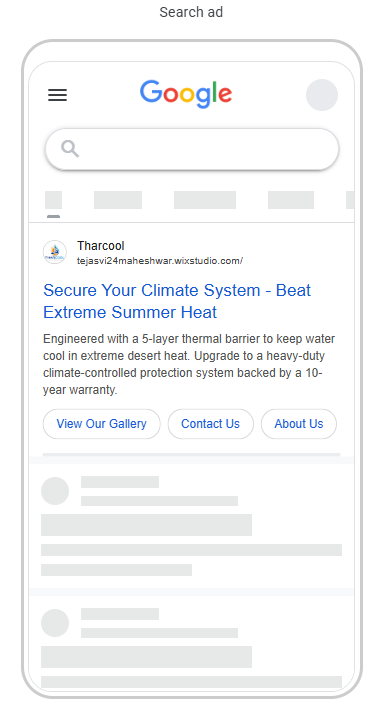 Search ad
Google
Tharcool
tejasvi24maheshwar.wixstudio.com/
Secure Your Climate System - Beat
Extreme Summer Heat
Engineered with a 5-layer thermal barrier to keep water
cool in extreme desert heat. Upgrade to a heavy-duty
climate-controlled protection system backed by a 10-
year warranty.
View Our Gallery
Contact Us
About Us